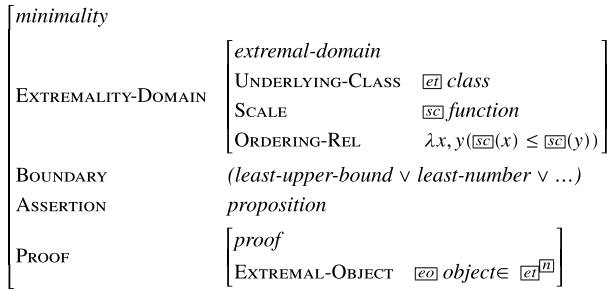 minimality
extremal-domain
UNDERLYING-CLASS et class
SCALE sc function
ORDERING-REL λx, y(sc(x) ≤ sc(y))
EXTREMALITY-DOMAIN
BOUNDARY (least-upper-bound ∨ least-number ∨ …)
ASSERTION proposition
proof
PROOF
EXTREMAL-OBJECT eo object∈ et n